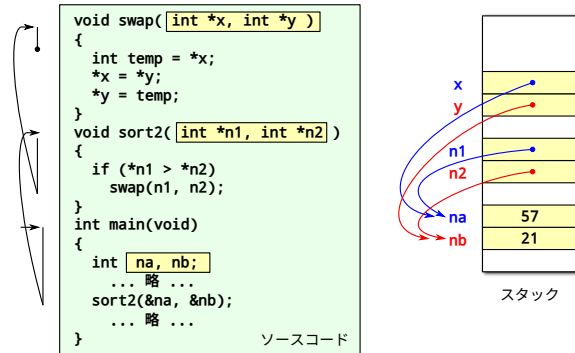 void swap( int *x, int *y )
{
int temp = *x;
*x = *y;
*y = temp;
}
void sort2( int *n1, int *n2 )
{
if (*n1 > *n2)
swap(n1, n2);
}
int main(void)
{
int na, nb;
... 略 ...
sort2(&na, &nb);
... 略 ...
}
ソースコード
x
y
n1
n2
na 57
nb 21
スタック